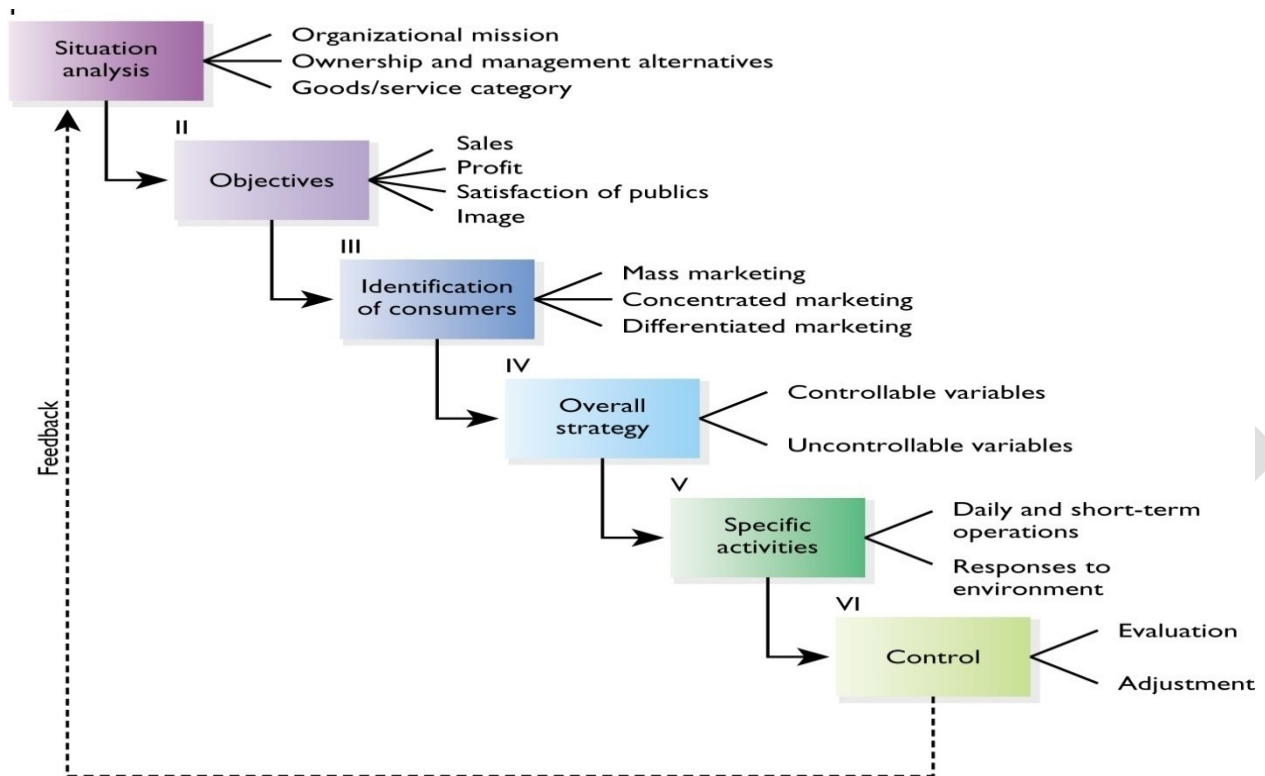 Situation
analysis
Organizational mission
Ownership and management alternatives
Goods/service category
II
Objectives
Sales
Profit
Satisfaction of publics
Image
III
Identification
of consumers
Mass marketing
Concentrated marketing
Differentiated marketing
IV
Overall
strategy
Controllable variables
Uncontrollable variables
V
Specific
activities
Daily and short-term
operations
Responses to
environment
VI
Control
Evaluation
Adjustment
Feedback